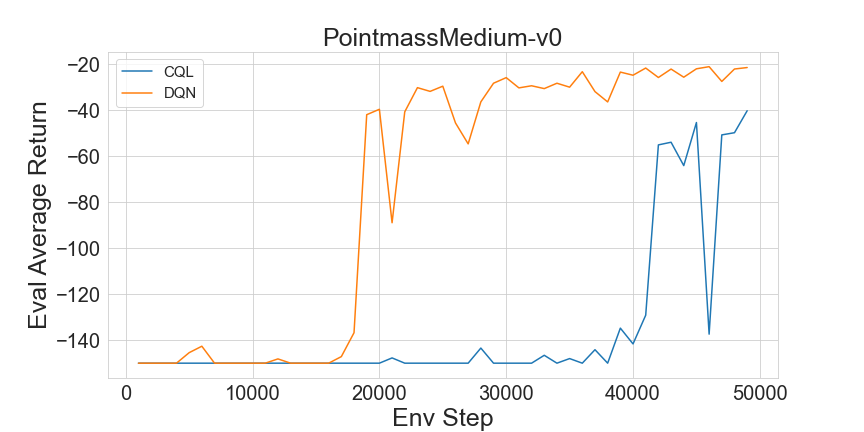 PointmassMedium-v0
CQL
DQN
Eval Average Return
−20
−40
−60
−80
−100
−120
−140
0 10000 20000 30000 40000 50000
Env Step